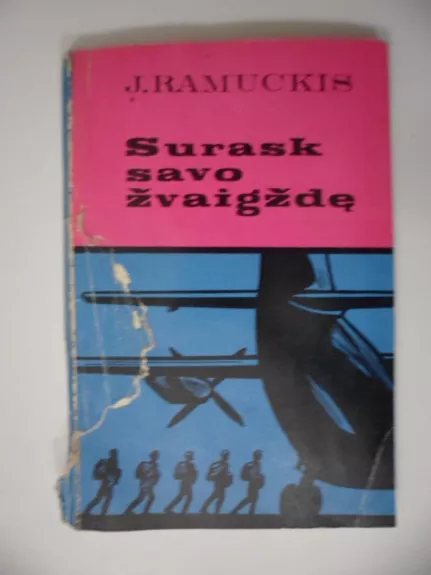 J. RAMUCKIS
Surask
savo
žvaigždę